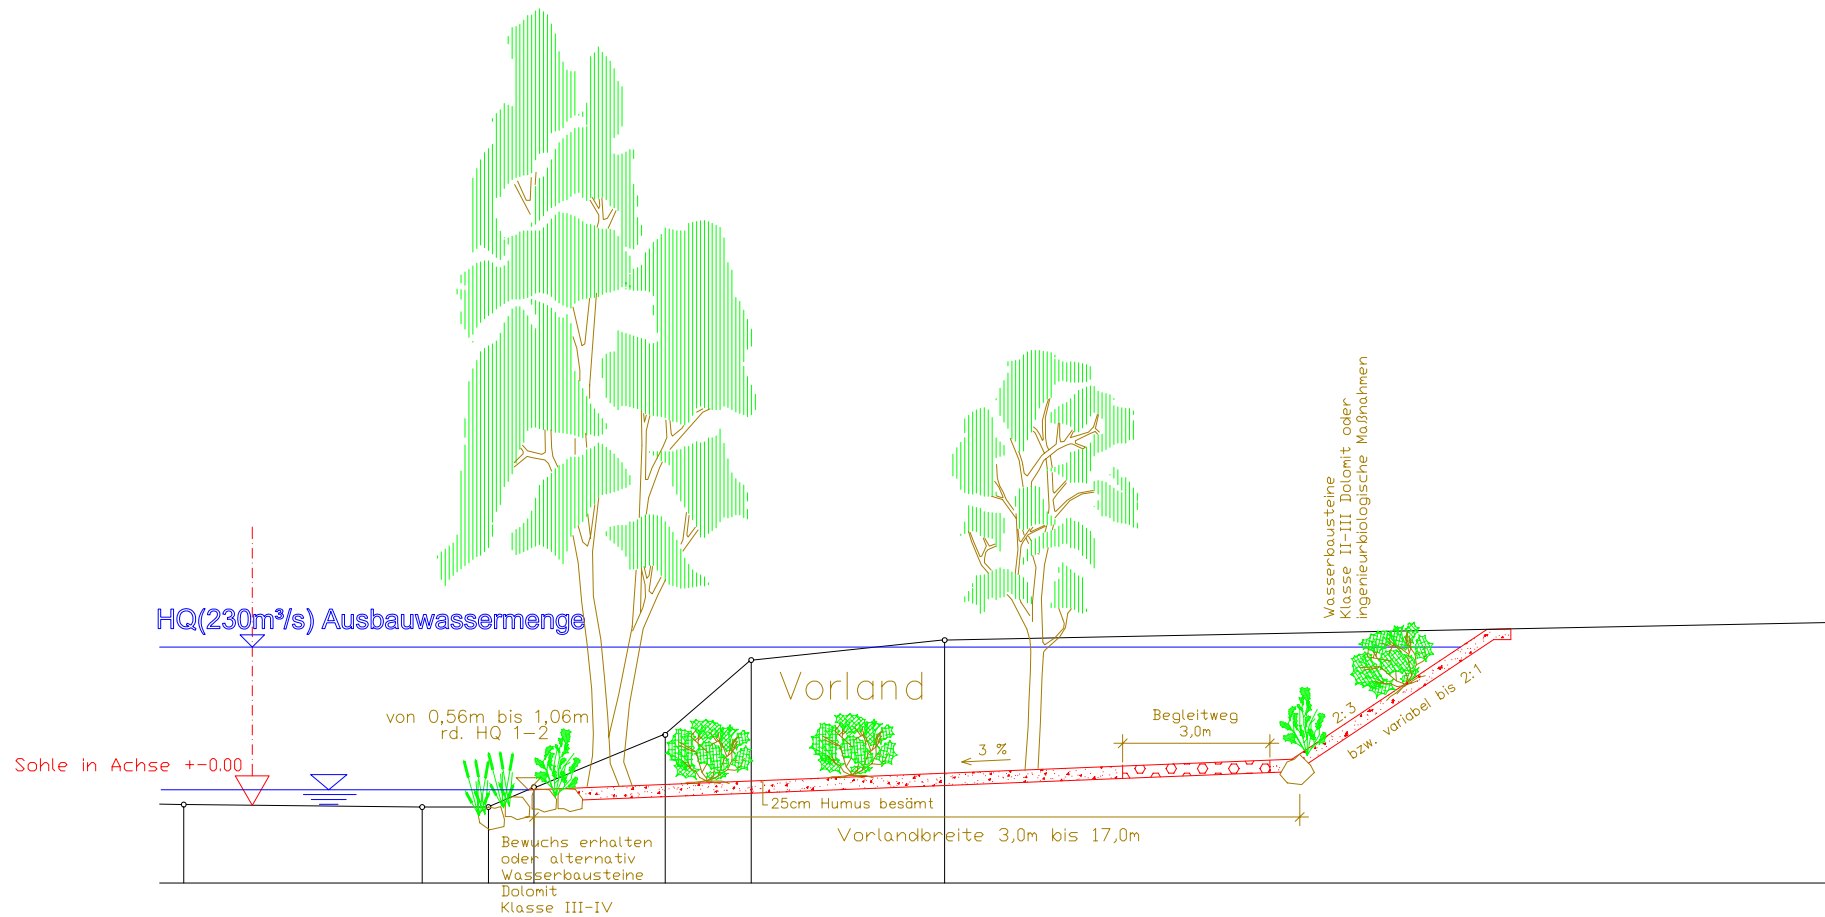 Wasserbausteine
Klasse II-III Dolomit oder
ingenieurbiologische Maßnahmen
HQ(230m³/s) Ausbauwassermenge
Vorland
von 0,56m bis 1,06m
rd. HQ 1-2
Begleitweg
3,0m
2:3
bzw. variabel bis 2:1
3 %
Sohle in Achse +-0.00
25cm Humus besämt
Vorlandbreite 3,0m bis 17,0m
Bewuchs erhalten
oder alternativ
Wasserbausteine
Dolomit
Klasse III-IV